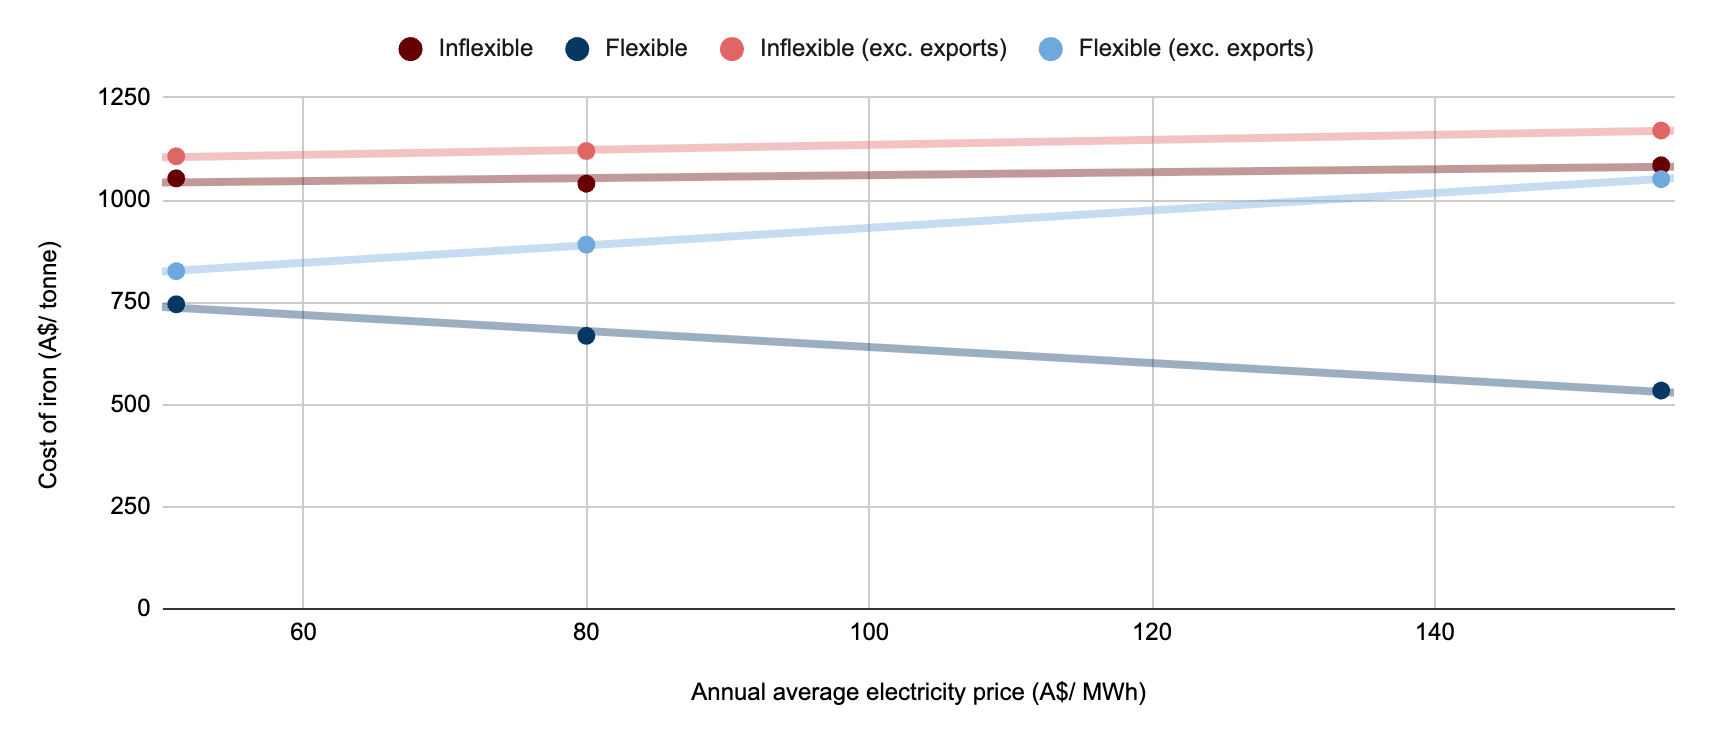 Inflexible Flexible Inflexible (exc. exports) Flexible (exc. exports)
1250
1000
750
500
250
0
Cost of iron (A$/ tonne)
60 80 100 120 140
Annual average electricity price (A$/ MWh)